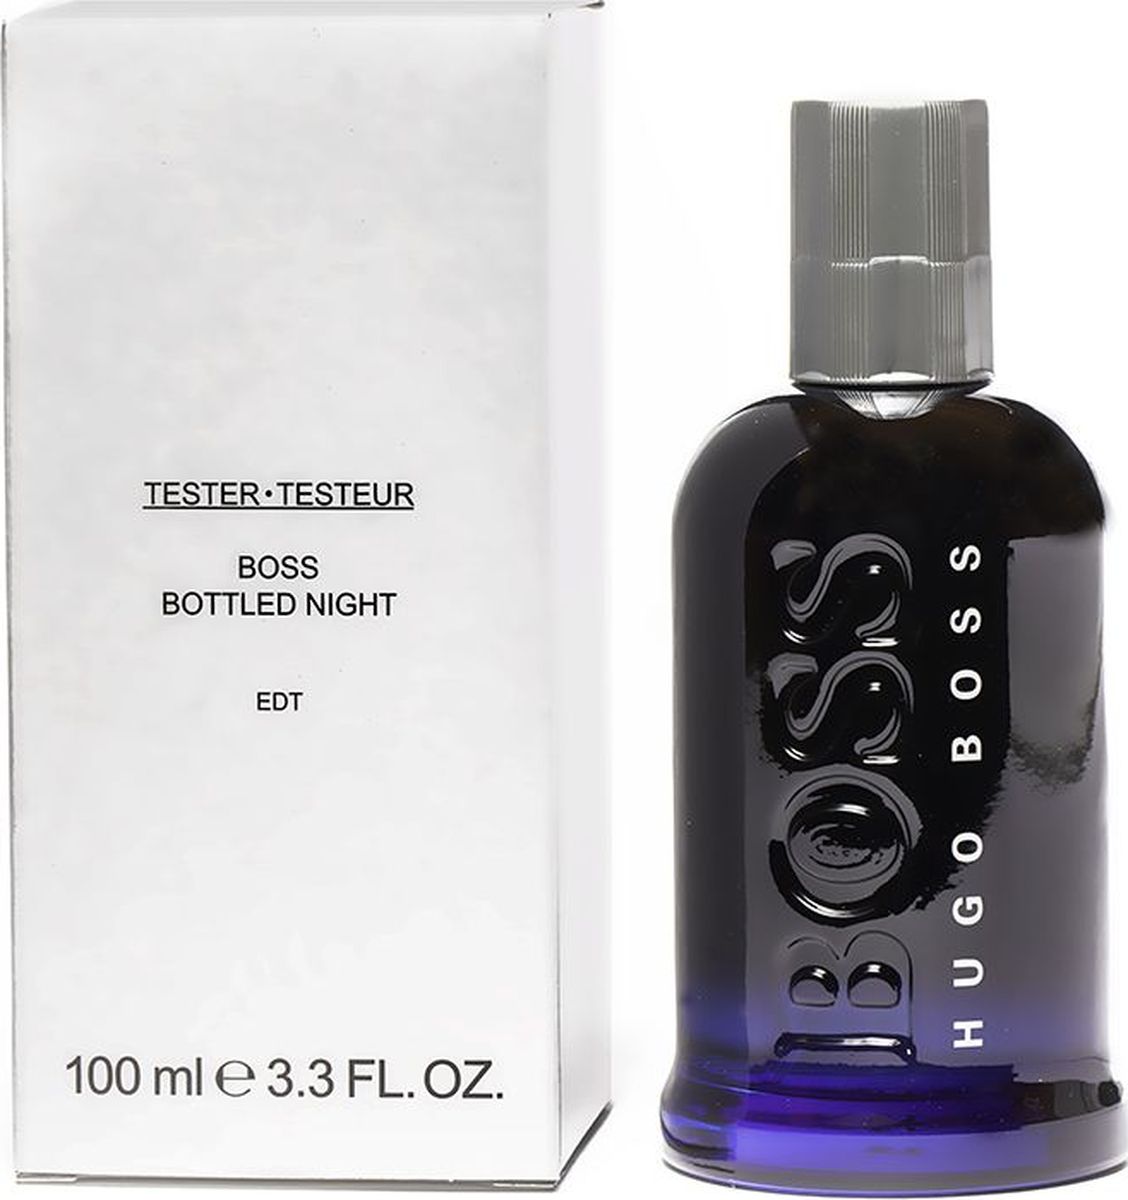 TESTER•TESTEUR
BOSS
BOTTLED NIGHT
EDT
100 ml ℮ 3.3 FL. OZ.
BOSS
HUGO BOSS